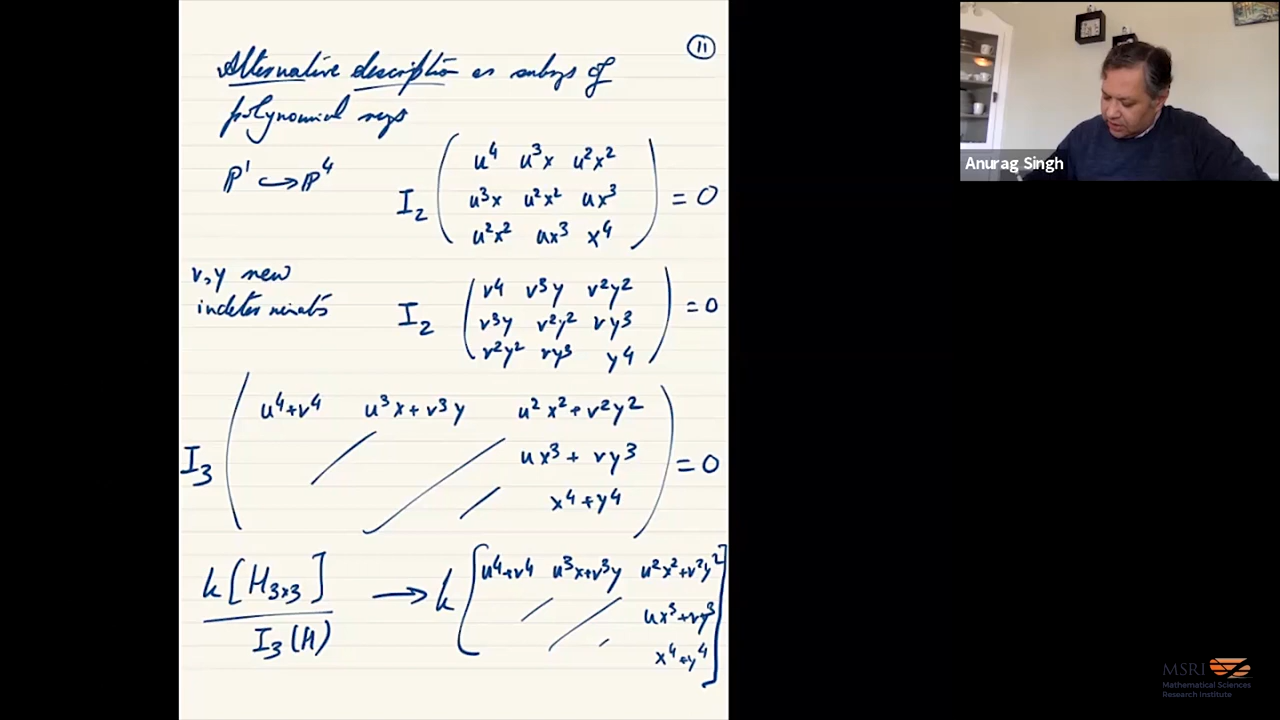 11
Alternative description as subrings of
polynomial rings
P¹ ↪ P⁴
I₂ ( u⁴ u³x u²x²
u³x u²x² ux³
u²x² ux³ x⁴ ) = 0
v, y new
indeterminates
I₂ ( v⁴ v³y v²y²
v³y v²y² vy³
v²y² vy³ y⁴ ) = 0
I₃ ( u⁴+v⁴ u³x+v³y u²x²+v²y²
ux³+vy³
x⁴+y⁴ ) = 0
k[H₃ₓ₃] / I₃(H) → k [ u⁴+v⁴ u³x+v³y u²x²+v²y²
ux³+vy³
x⁴+y⁴ ]
Anurag Singh
MSRI
Mathematical Sciences
Research Institute